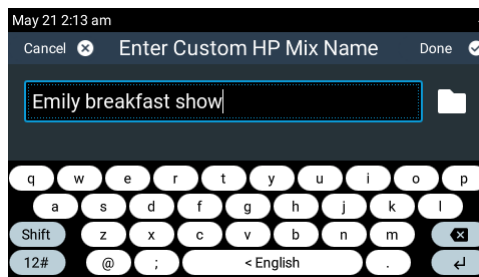 May 21 2:13 am
Cancel Enter Custom HP Mix Name Done
Emily breakfast show
q w e r t y u i o p
a s d f g h j k l
Shift z x c v b n m
12# @ ; < English .